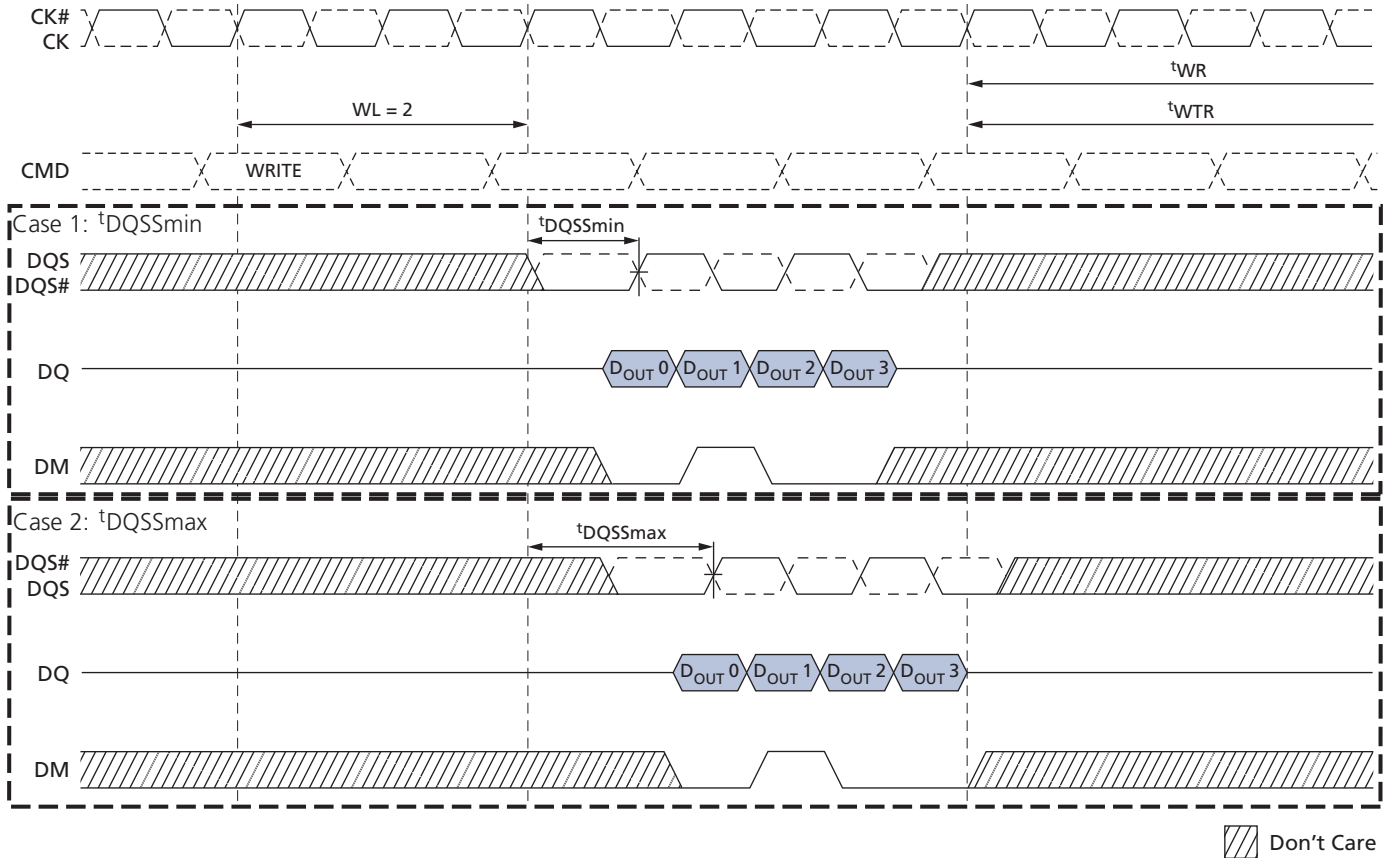 CK#
CK
tWR
WL = 2
tWTR
CMD
WRITE
Case 1: tDQSSmin
tDQSSmin
DQS
DQS#
DQ
DOUT 0 DOUT 1 DOUT 2 DOUT 3
DM
Case 2: tDQSSmax
tDQSSmax
DQS#
DQS
DQ
DOUT 0 DOUT 1 DOUT 2 DOUT 3
DM
Don't Care